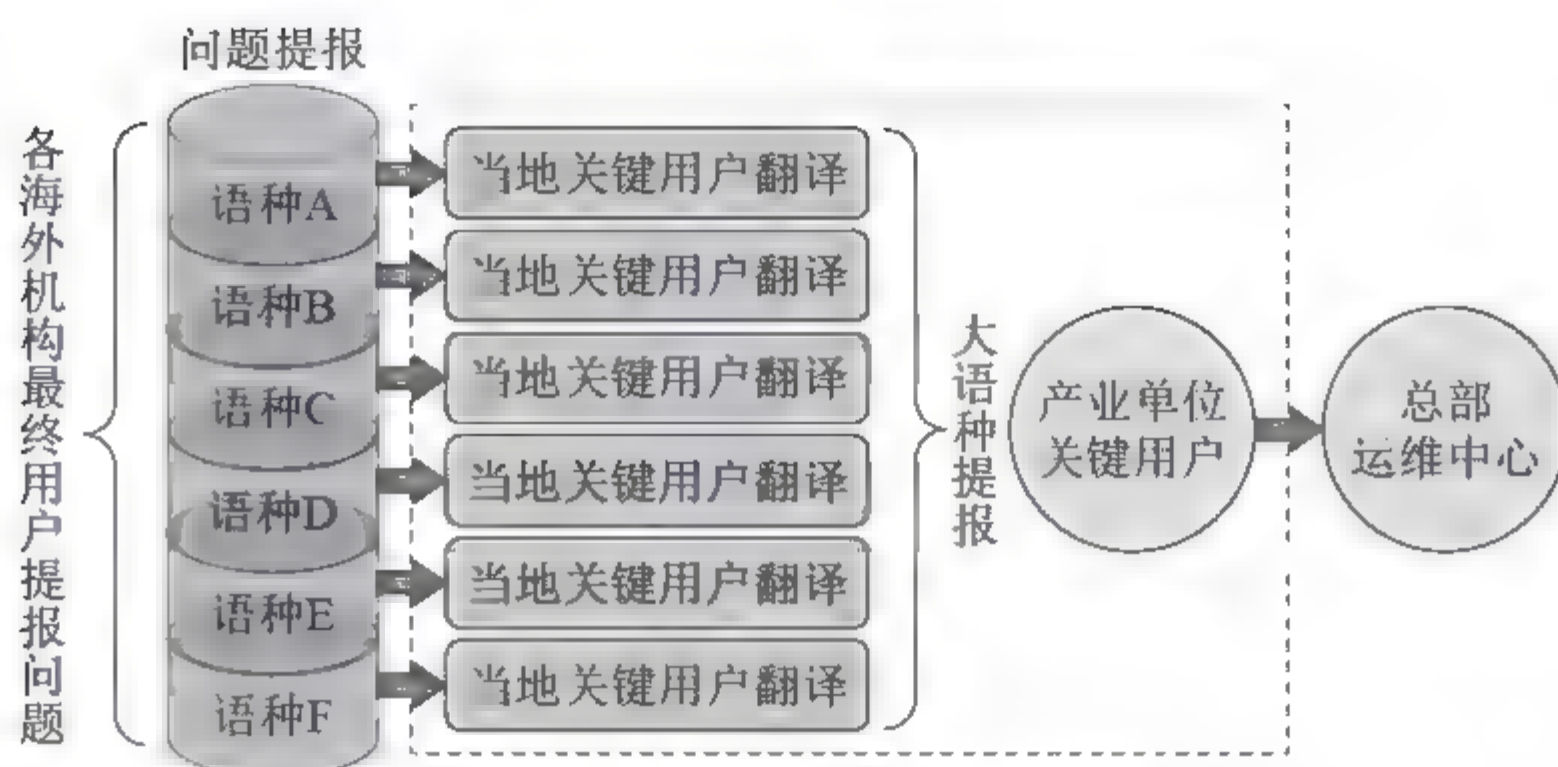 问题提报
各海外机构最终用户提报问题
语种A
当地关键用户翻译
语种B
当地关键用户翻译
语种C
当地关键用户翻译
语种D
当地关键用户翻译
语种E
当地关键用户翻译
语种F
当地关键用户翻译
大语种提报
产业单位
关键用户
总部
运维中心